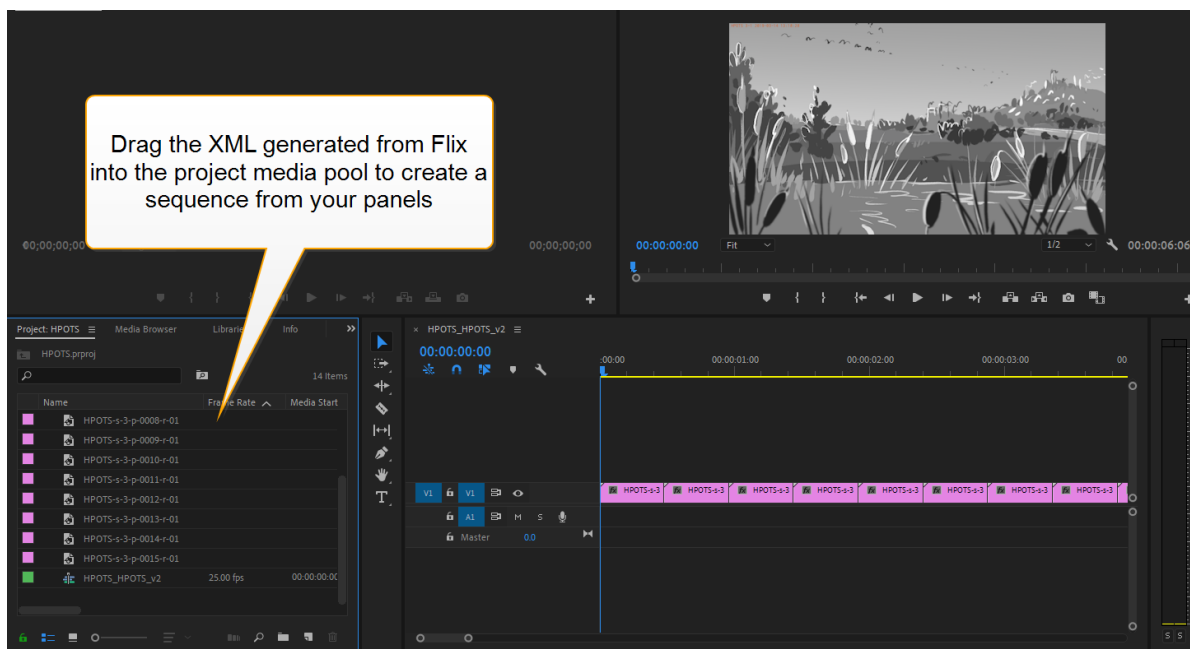 Drag the XML generated from Flix
into the project media pool to create a
sequence from your panels
00;00;00;00
00;00;00;00
00:00:00:00
Fit
1/2
00:00:06:06
Project: HPOTS
Media Browser
Info
HPOTS.prproj
14 Items
Name
Frame Rate
Media Start
HPOTS-s-3-p-0008-r-01
HPOTS-s-3-p-0009-r-01
HPOTS-s-3-p-0010-r-01
HPOTS-s-3-p-0011-r-01
HPOTS-s-3-p-0012-r-01
HPOTS-s-3-p-0013-r-01
HPOTS-s-3-p-0014-r-01
HPOTS-s-3-p-0015-r-01
HPOTS_HPOTS_v2
25.00 fps
00:00:00:00
× HPOTS_HPOTS_v2
00:00:00:00
:00:00
00:00:01:00
00:00:02:00
00:00:03:00
00
V1 V1
HPOTS-s-3 HPOTS-s-3 HPOTS-s-3 HPOTS-s-3 HPOTS-s-3 HPOTS-s-3 HPOTS-s-3 HPOTS-s-3
A1 M S
Master 0.0
S S